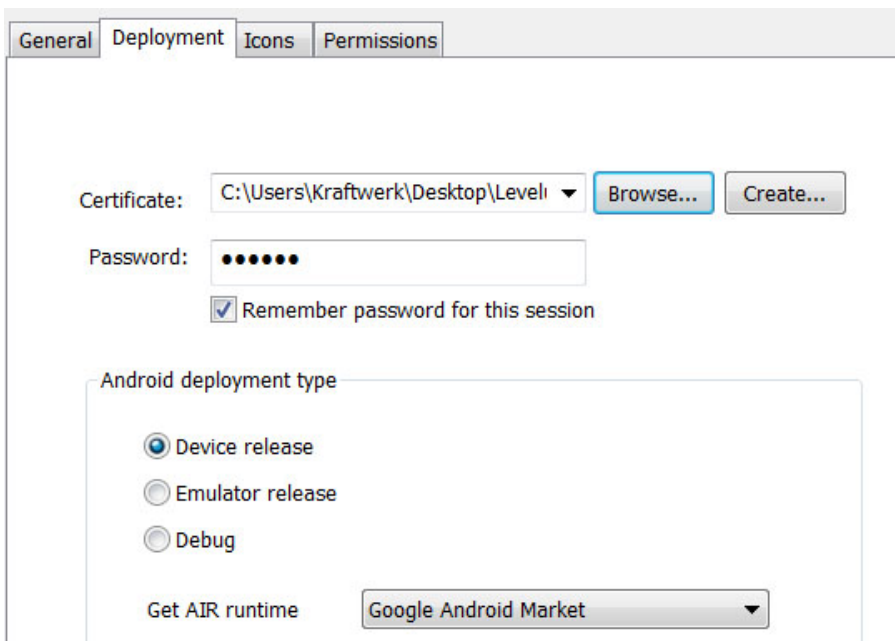 General Deployment Icons Permissions
Certificate: C:\Users\Kraftwerk\Desktop\Levelu Browse... Create...
Password: ●●●●●●
Remember password for this session
Android deployment type
Device release
Emulator release
Debug
Get AIR runtime Google Android Market